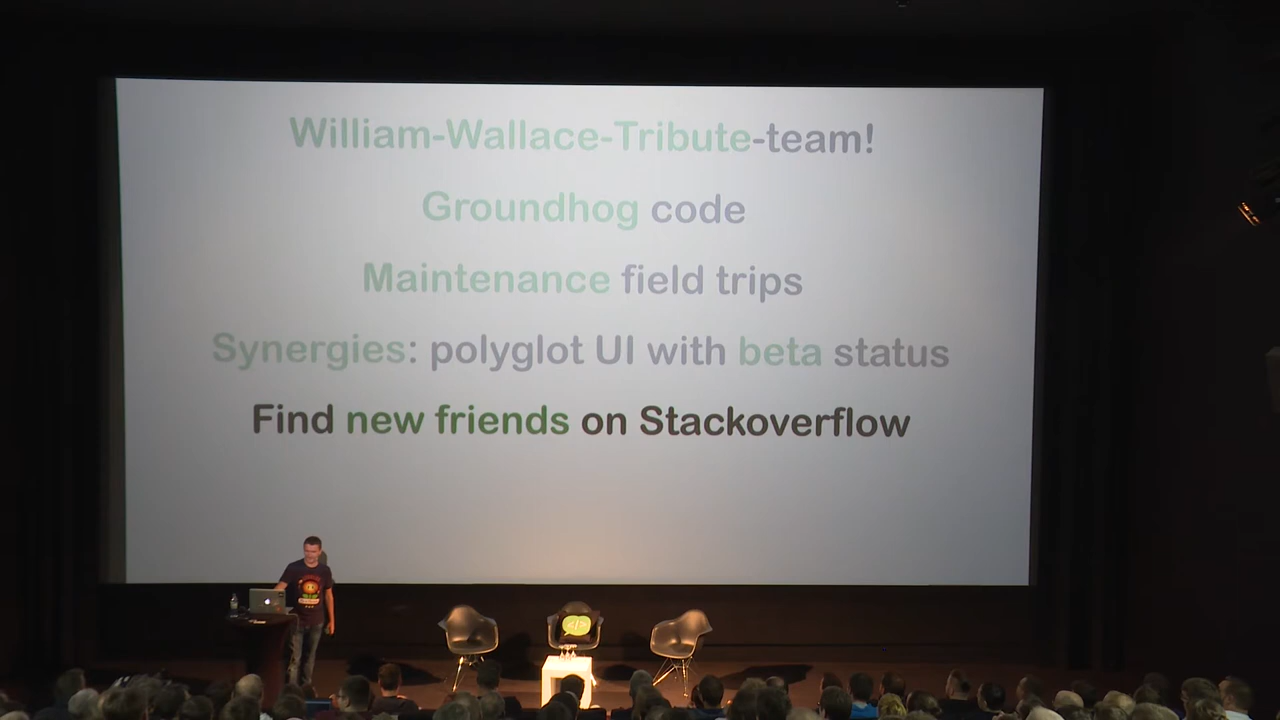 William-Wallace-Tribute-team!
Groundhog code
Maintenance field trips
Synergies: polyglot UI with beta status
Find new friends on Stackoverflow